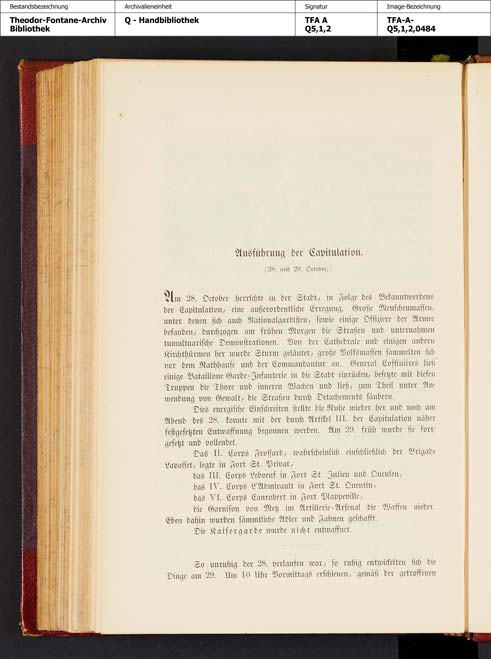 Bestandsbezeichnung
Archivalieneinheit
Signatur
Image-Bezeichnung
Theodor-Fontane-Archiv
Bibliothek
Q - Handbibliothek
TFA A
Q5,1,2
TFA-A-
Q5,1,2,0484
Ausführung der Capitulation.
(28. und 29. October.)
Am 28. October herrschte in der Stadt, in Folge des Bekanntwerdens
der Capitulation, eine außerordentliche Erregung. Große Menschenmassen,
unter denen sich auch Nationalgardisten, sowie einige Offiziere der Armee
befanden, durchzogen am frühen Morgen die Straßen und unternahmen
tumultuarische Demonstrationen. Von der Cathedrale und einigen andern
Kirchthürmen her wurde Sturm geläutet; große Volksmassen sammelten sich
vor dem Rathhause und der Commandantur an. General Coffinières ließ
einige Bataillone Garde-Infanterie in die Stadt einrücken, besetzte mit diesen
Truppen die Thore und inneren Wachen und ließ, zum Theil unter An-
wendung von Gewalt, die Straßen durch Detachements säubern.
Dies energische Einschreiten stellte die Ruhe wieder her und noch am
Abend des 28. konnte mit der durch Artikel III. der Capitulation näher
festgesetzten Entwaffnung begonnen werden. Am 29. früh wurde sie fort-
gesetzt und vollendet.
Das II. Corps Frossard, wahrscheinlich einschließlich der Brigade
Lapasset, legte in Fort St. Privat,
das III. Corps Leboeuf in Fort St. Julien und Queuleu,
das IV. Corps L'Admirault in Fort St. Quentin,
das VI. Corps Canrobert in Fort Plappeville,
die Garnison von Metz im Artillerie-Arsenal die Waffen nieder.
Eben dahin wurden sämmtliche Adler und Fahnen geschafft.
Die Kaisergarde wurde nicht entwaffnet.
So unruhig der 28. verlaufen war, so ruhig entwickelten sich die
Dinge am 29. Um 10 Uhr Vormittags erschienen, gemäß der getroffenen